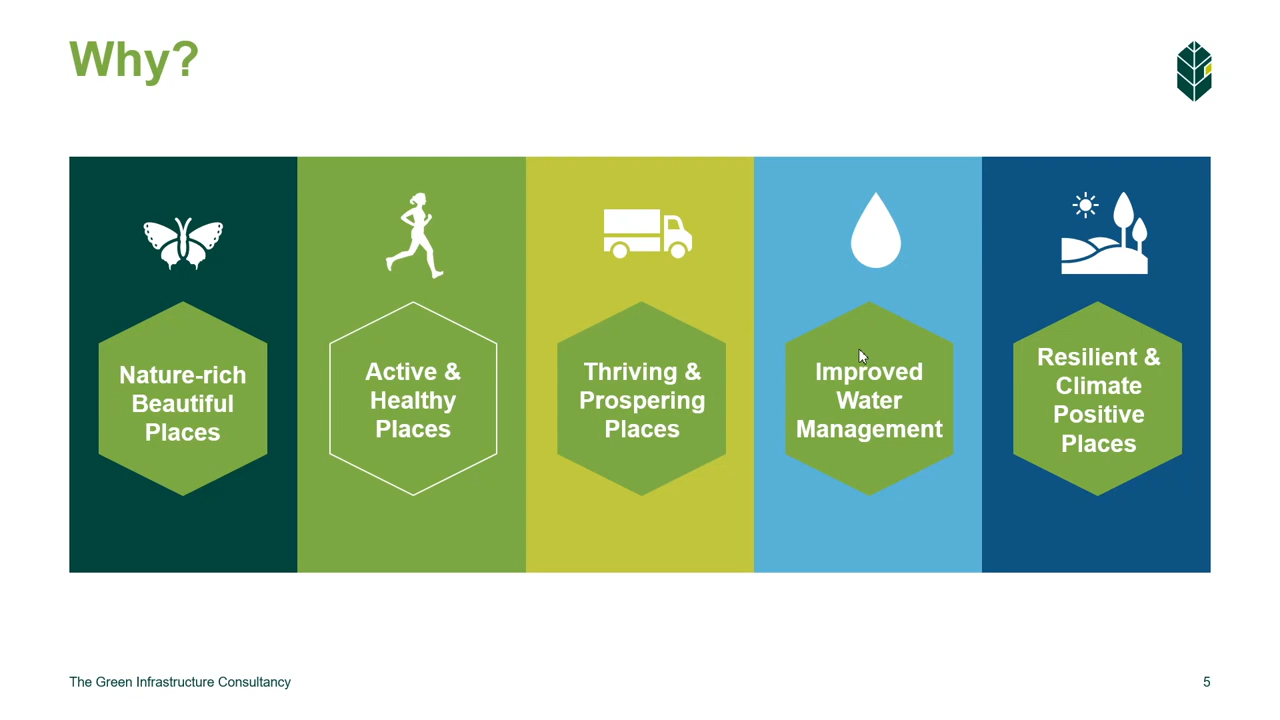 Why?
Nature-rich
Beautiful
Places
Active &
Healthy
Places
Thriving &
Prospering
Places
Improved
Water
Management
Resilient &
Climate
Positive
Places
The Green Infrastructure Consultancy
5